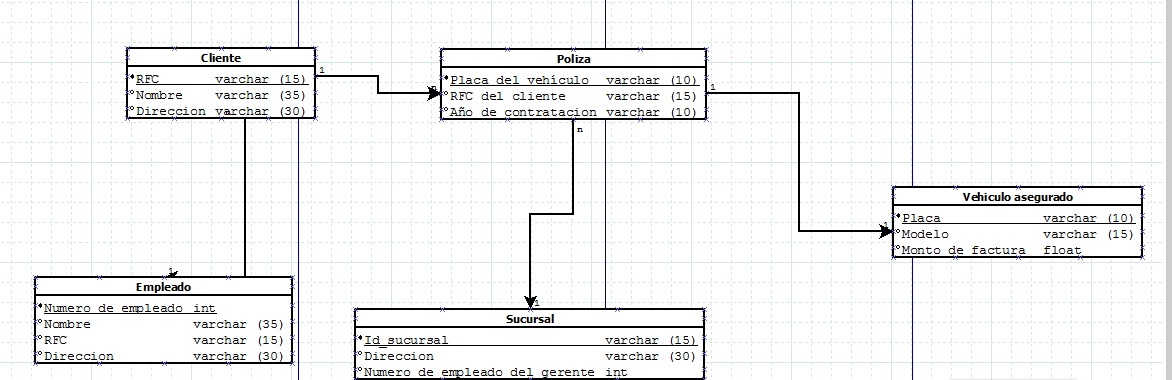 Cliente
RFC varchar (15)
Nombre varchar (35)
Direccion varchar (30)
1
Poliza
Placa del vehículo varchar (10)
RFC del cliente varchar (15)
Año de contratacion varchar (10)
1
n
Vehiculo asegurado
Placa varchar (10)
Modelo varchar (15)
Monto de factura float
1
Empleado
Numero de empleado int
Nombre varchar (35)
RFC varchar (15)
Direccion varchar (30)
1
Sucursal
Id_sucursal varchar (15)
Direccion varchar (30)
Numero de empleado del gerente int